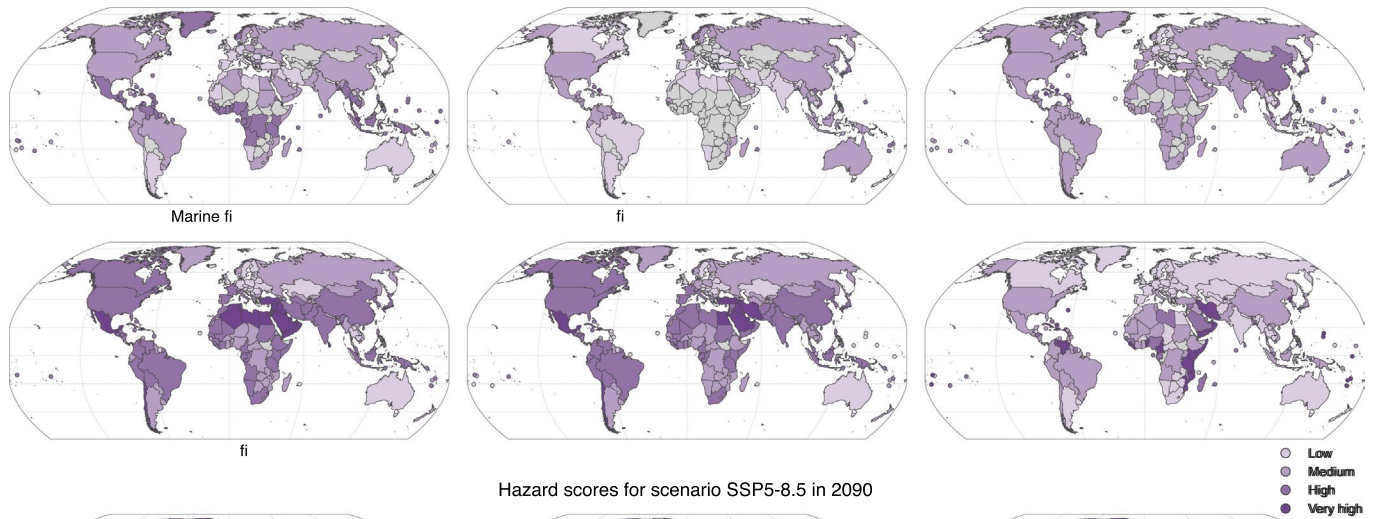 Marine fi
fi
fi
Low
Medium
High
Very high
Hazard scores for scenario SSP5-8.5 in 2090